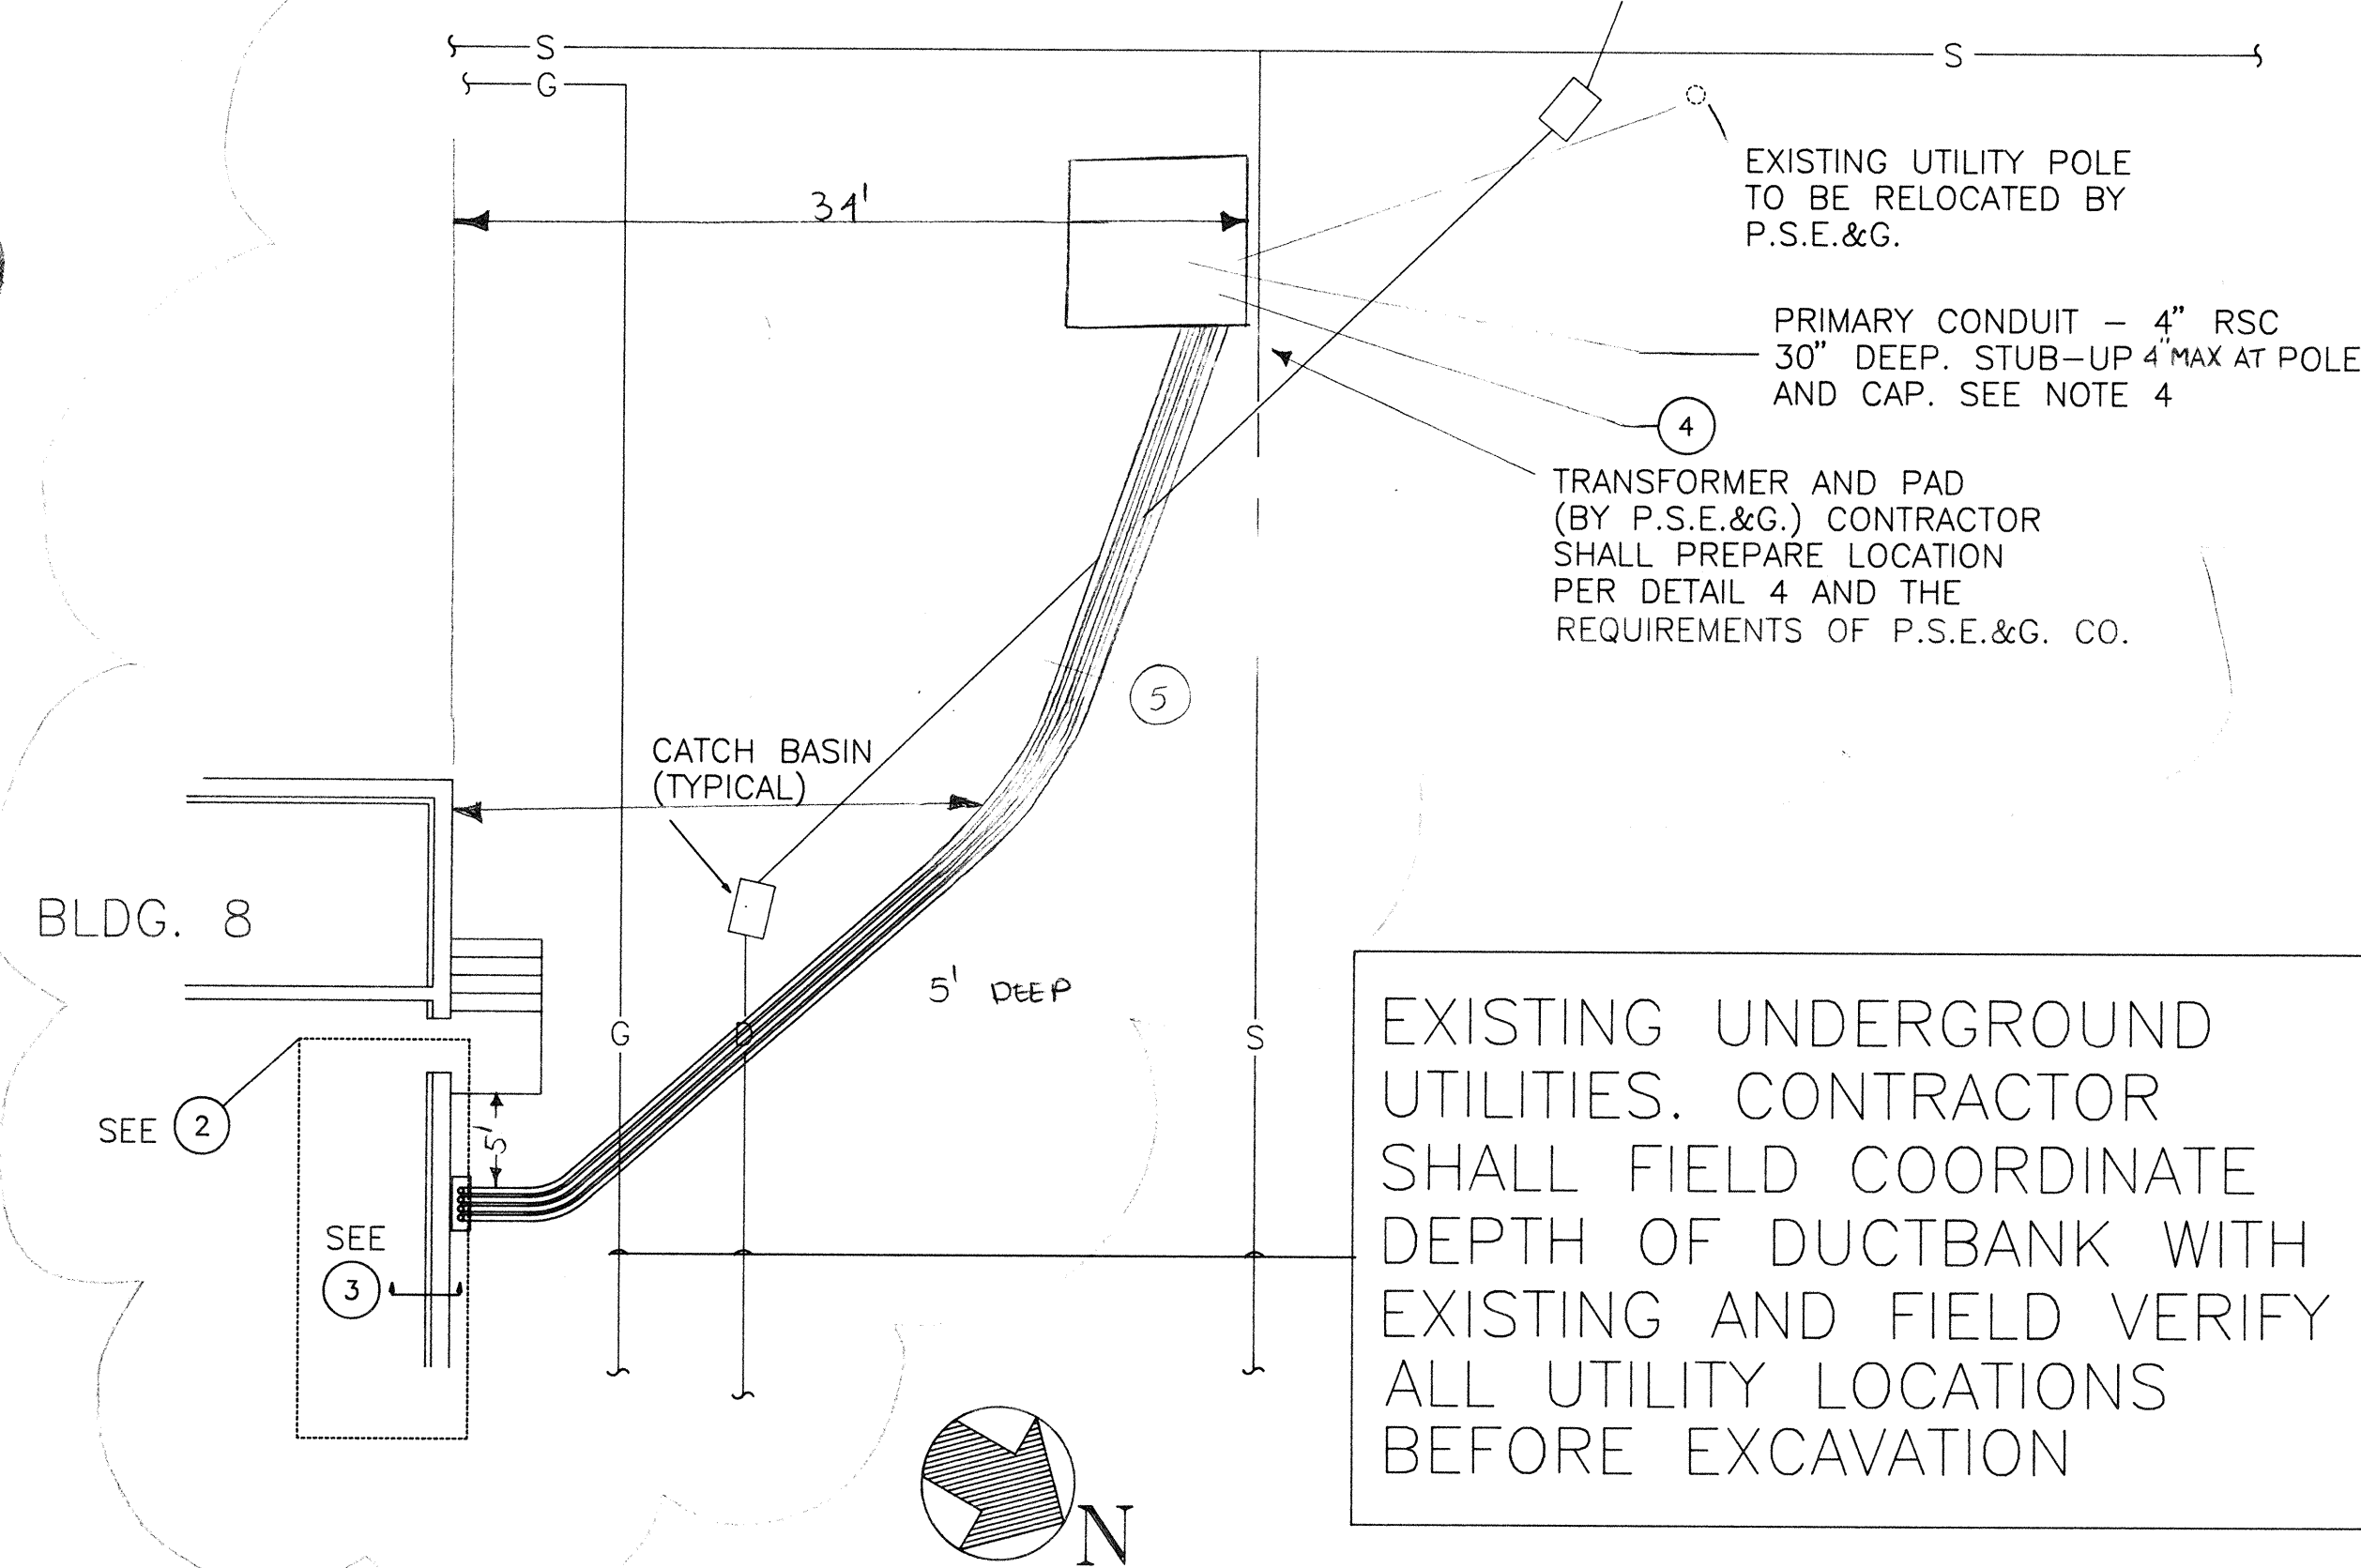 S
S
G
34'
EXISTING UTILITY POLE
TO BE RELOCATED BY
P.S.E.&G.
PRIMARY CONDUIT – 4" RSC
30" DEEP. STUB–UP 4" MAX AT POLE
AND CAP. SEE NOTE 4
4
TRANSFORMER AND PAD
(BY P.S.E.&G.) CONTRACTOR
SHALL PREPARE LOCATION
PER DETAIL 4 AND THE
REQUIREMENTS OF P.S.E.&G. CO.
5
CATCH BASIN
(TYPICAL)
BLDG. 8
5' DEEP
G
D
S
SEE 2
5'
SEE
3
EXISTING UNDERGROUND
UTILITIES. CONTRACTOR
SHALL FIELD COORDINATE
DEPTH OF DUCTBANK WITH
EXISTING AND FIELD VERIFY
ALL UTILITY LOCATIONS
BEFORE EXCAVATION
N